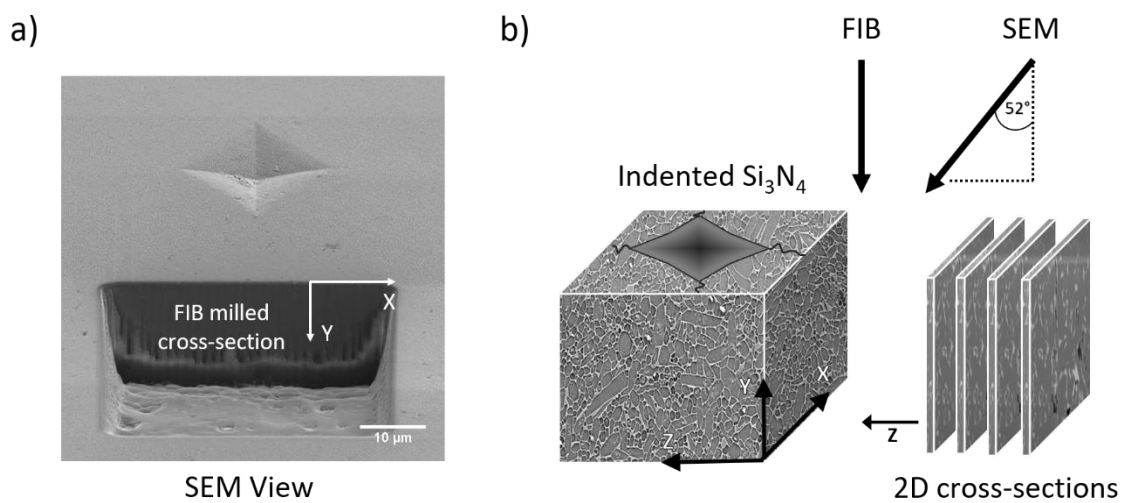 a)
FIB milled
cross-section
X
Y
10 µm
SEM View
b)
FIB
SEM
52°
Indented Si₃N₄
Y
X
Z
Z
2D cross-sections